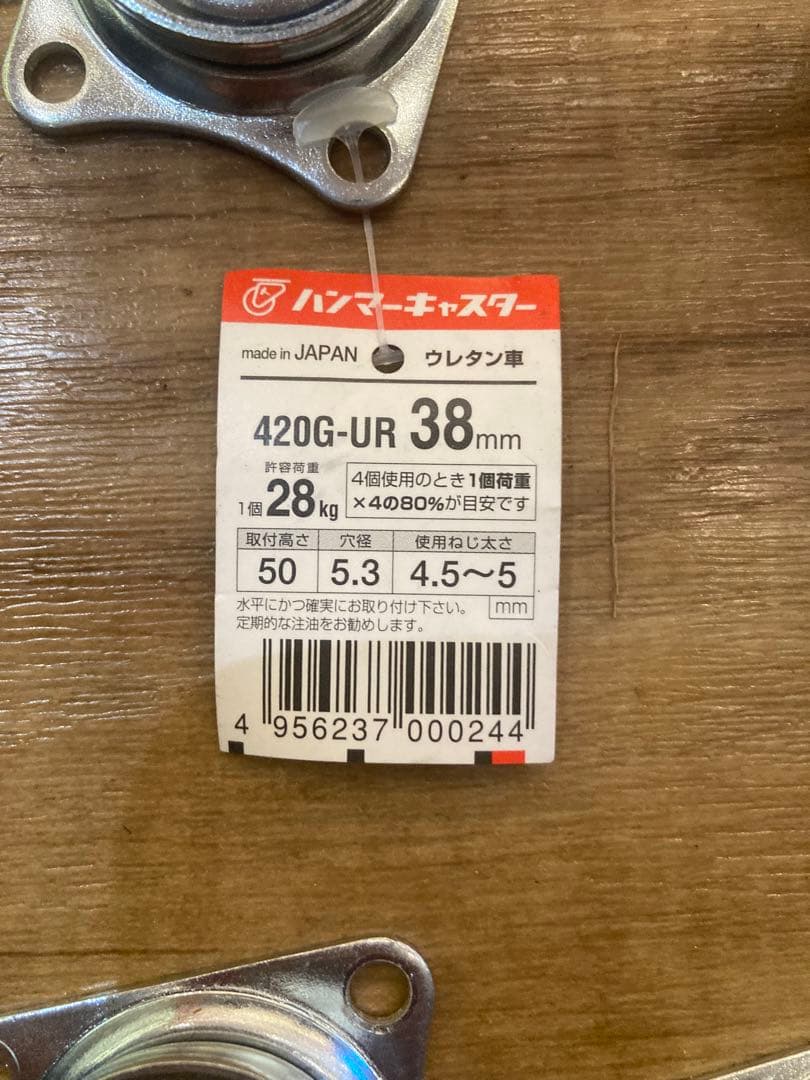 ハンマーキャスター
made in JAPAN ウレタン車
420G-UR 38mm
許容荷重
1個 28kg
4個使用のとき1個荷重
×4の80%が目安です
取付高さ 穴径 使用ねじ太さ
50 5.3 4.5〜5
水平にかつ確実にお取り付け下さい。 mm
定期的な注油をお勧めします。
4 956237 000244